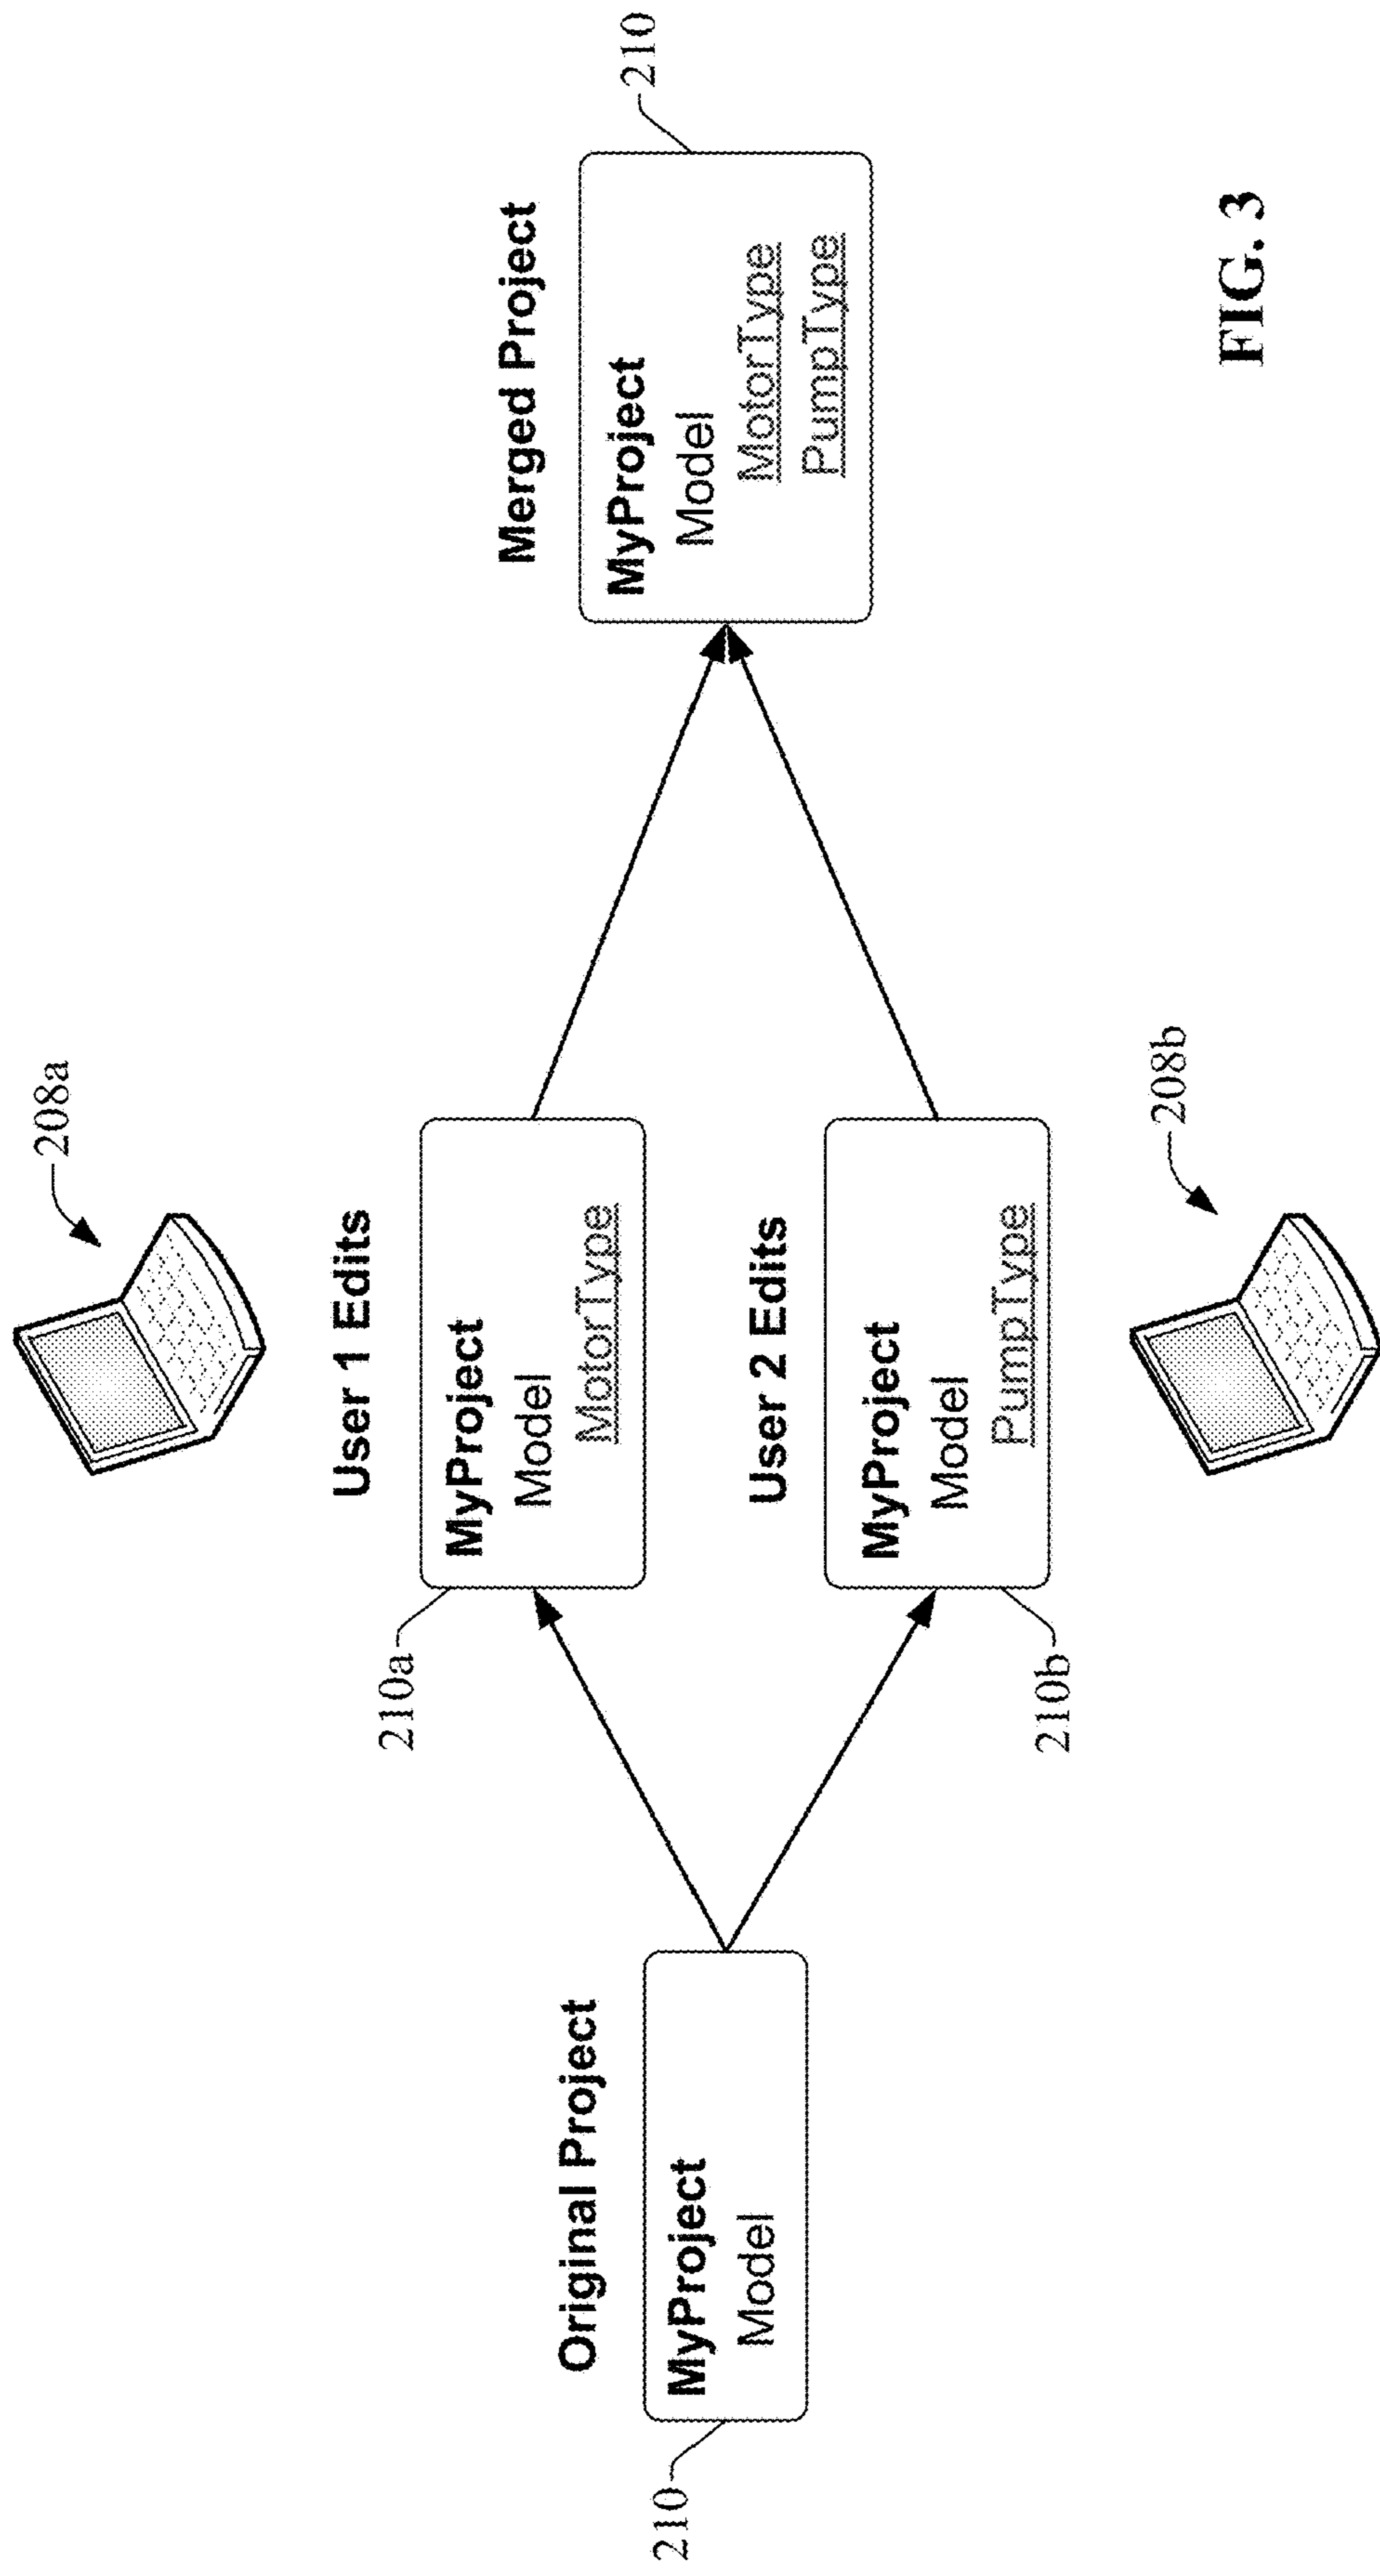 208a
User 1 Edits
210a
MyProject
Model
MotorType
Original Project
210
MyProject
Model
User 2 Edits
210b
MyProject
Model
PumpType
208b
Merged Project
210
MyProject
Model
MotorType
PumpType
FIG. 3